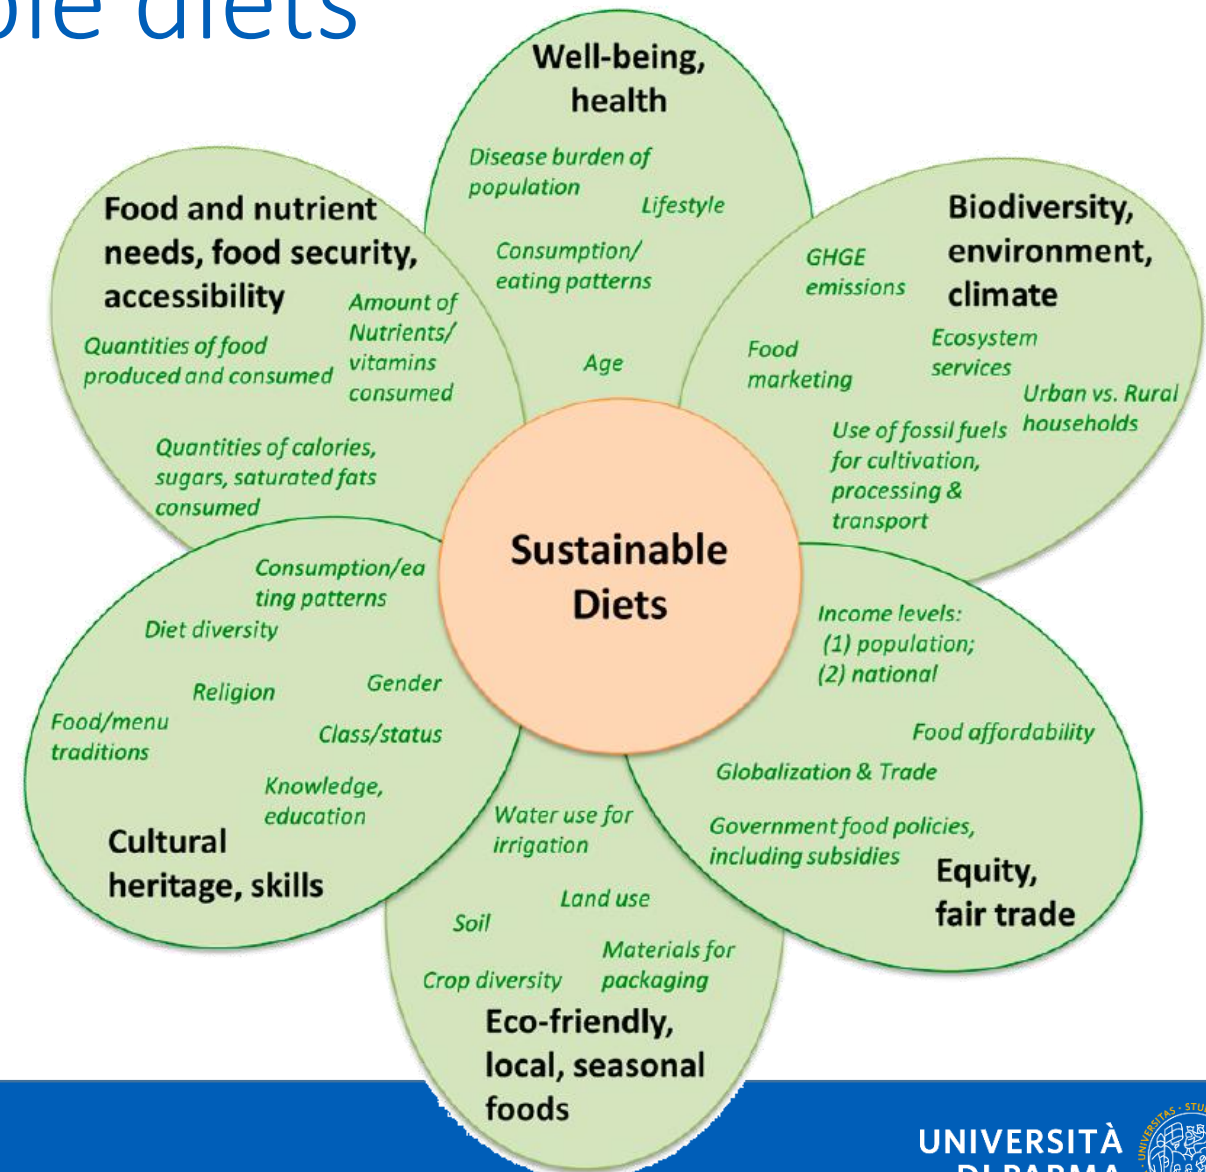 ble diets
Well-being,
health
Disease burden of
population
Lifestyle
Consumption/
eating patterns
Age
Food and nutrient
needs, food security,
accessibility
Amount of
Nutrients/
vitamins
consumed
Quantities of food
produced and consumed
Quantities of calories,
sugars, saturated fats
consumed
Biodiversity,
environment,
climate
GHGE
emissions
Ecosystem
services
Food
marketing
Urban vs. Rural
households
Use of fossil fuels
for cultivation,
processing &
transport
Sustainable
Diets
Consumption/ea
ting patterns
Diet diversity
Religion
Gender
Food/menu
traditions
Class/status
Knowledge,
education
Cultural
heritage, skills
Income levels:
(1) population;
(2) national
Food affordability
Globalization & Trade
Government food policies,
including subsidies
Equity,
fair trade
Water use for
irrigation
Land use
Soil
Materials for
packaging
Crop diversity
Eco-friendly,
local, seasonal
foods
UNIVERSITÀ
DI PARMA